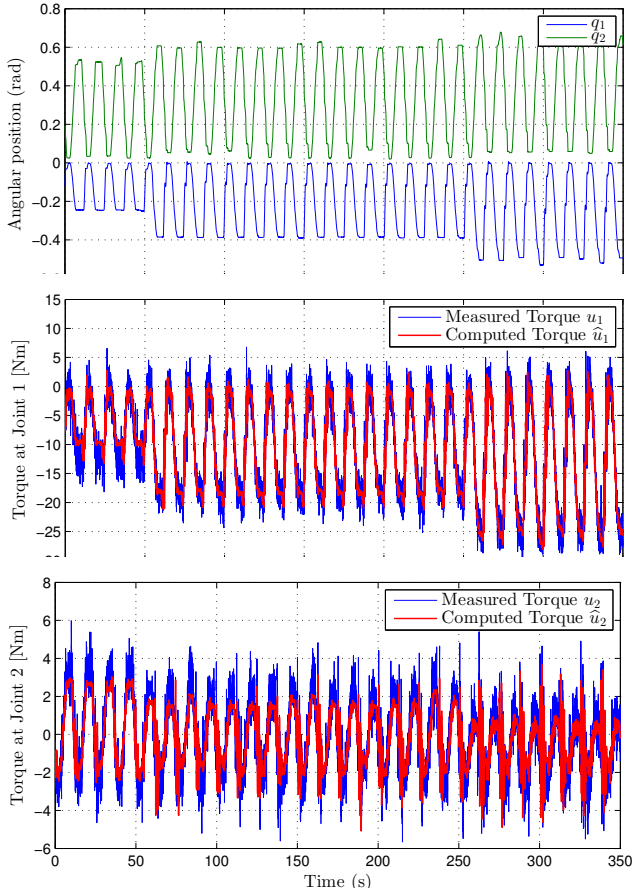 0.8
0.6
0.4
0.2
0
−0.2
−0.4
Angular position (rad)
q1
q2
15
10
5
0
−5
−10
−15
−20
−25
Torque at Joint 1 [Nm]
Measured Torque u1
Computed Torque û1
8
6
4
2
0
−2
−4
−6
Torque at Joint 2 [Nm]
Measured Torque u2
Computed Torque û2
0 50 100 150 200 250 300 350
Time (s)